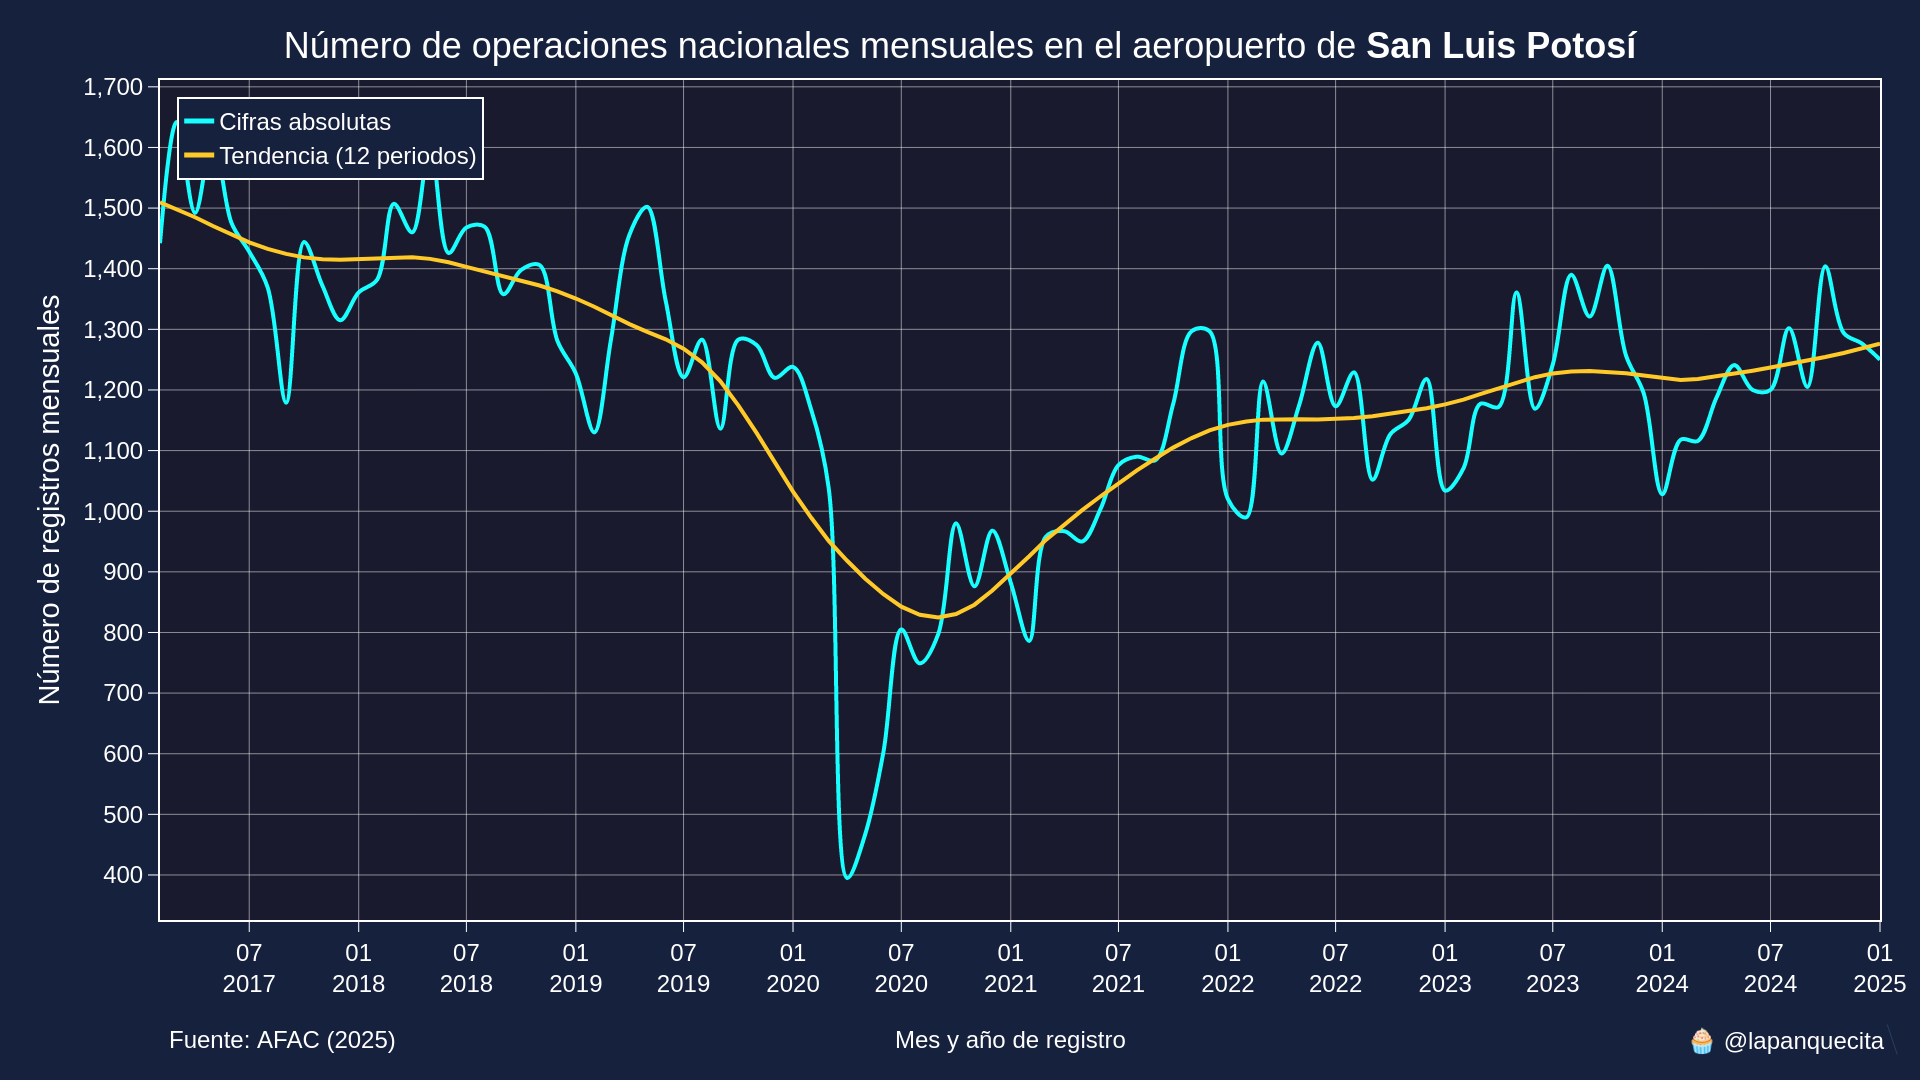 Número de operaciones nacionales mensuales en el aeropuerto de San Luis Potosí
Cifras absolutas
Tendencia (12 periodos)
Número de registros mensuales
1,700
1,600
1,500
1,400
1,300
1,200
1,100
1,000
900
800
700
600
500
400
07 01 07 01 07 01 07 01 07 01 07 01 07 01 07 01
2017 2018 2018 2019 2019 2020 2020 2021 2021 2022 2022 2023 2023 2024 2024 2025
Fuente: AFAC (2025)
Mes y año de registro
🧁 @lapanquecita